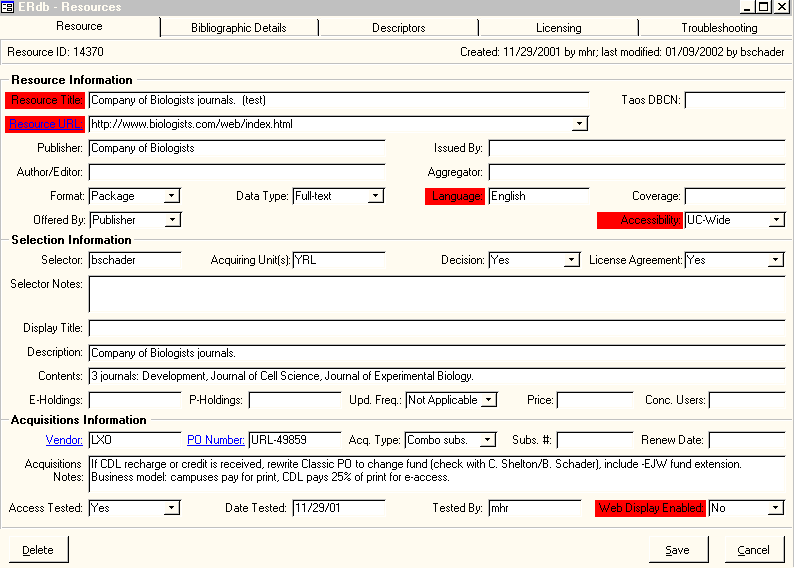 ERdb - Resources
Resource Bibliographic Details Descriptors Licensing Troubleshooting
Resource ID: 14370 Created: 11/29/2001 by mhr; last modified: 01/09/2002 by bschader
Resource Information
Resource Title: Company of Biologists journals. (test) Taos DBCN:
Resource URL: http://www.biologists.com/web/index.html
Publisher: Company of Biologists Issued By:
Author/Editor: Aggregator:
Format: Package Data Type: Full-text Language: English Coverage:
Offered By: Publisher Accessibility: UC-Wide
Selection Information
Selector: bschader Acquiring Unit(s): YRL Decision: Yes License Agreement: Yes
Selector Notes:
Display Title:
Description: Company of Biologists journals.
Contents: 3 journals: Development, Journal of Cell Science, Journal of Experimental Biology.
E-Holdings: P-Holdings: Upd. Freq.: Not Applicable Price: Conc. Users:
Acquisitions Information
Vendor: LXO PO Number: URL-49859 Acq. Type: Combo subs. Subs. #: Renew Date:
Acquisitions Notes: If CDL recharge or credit is received, rewrite Classic PO to change fund (check with C. Shelton/B. Schader), include -EJW fund extension.
Business model: campuses pay for print, CDL pays 25% of print for e-access.
Access Tested: Yes Date Tested: 11/29/01 Tested By: mhr Web Display Enabled: No
Delete Save Cancel